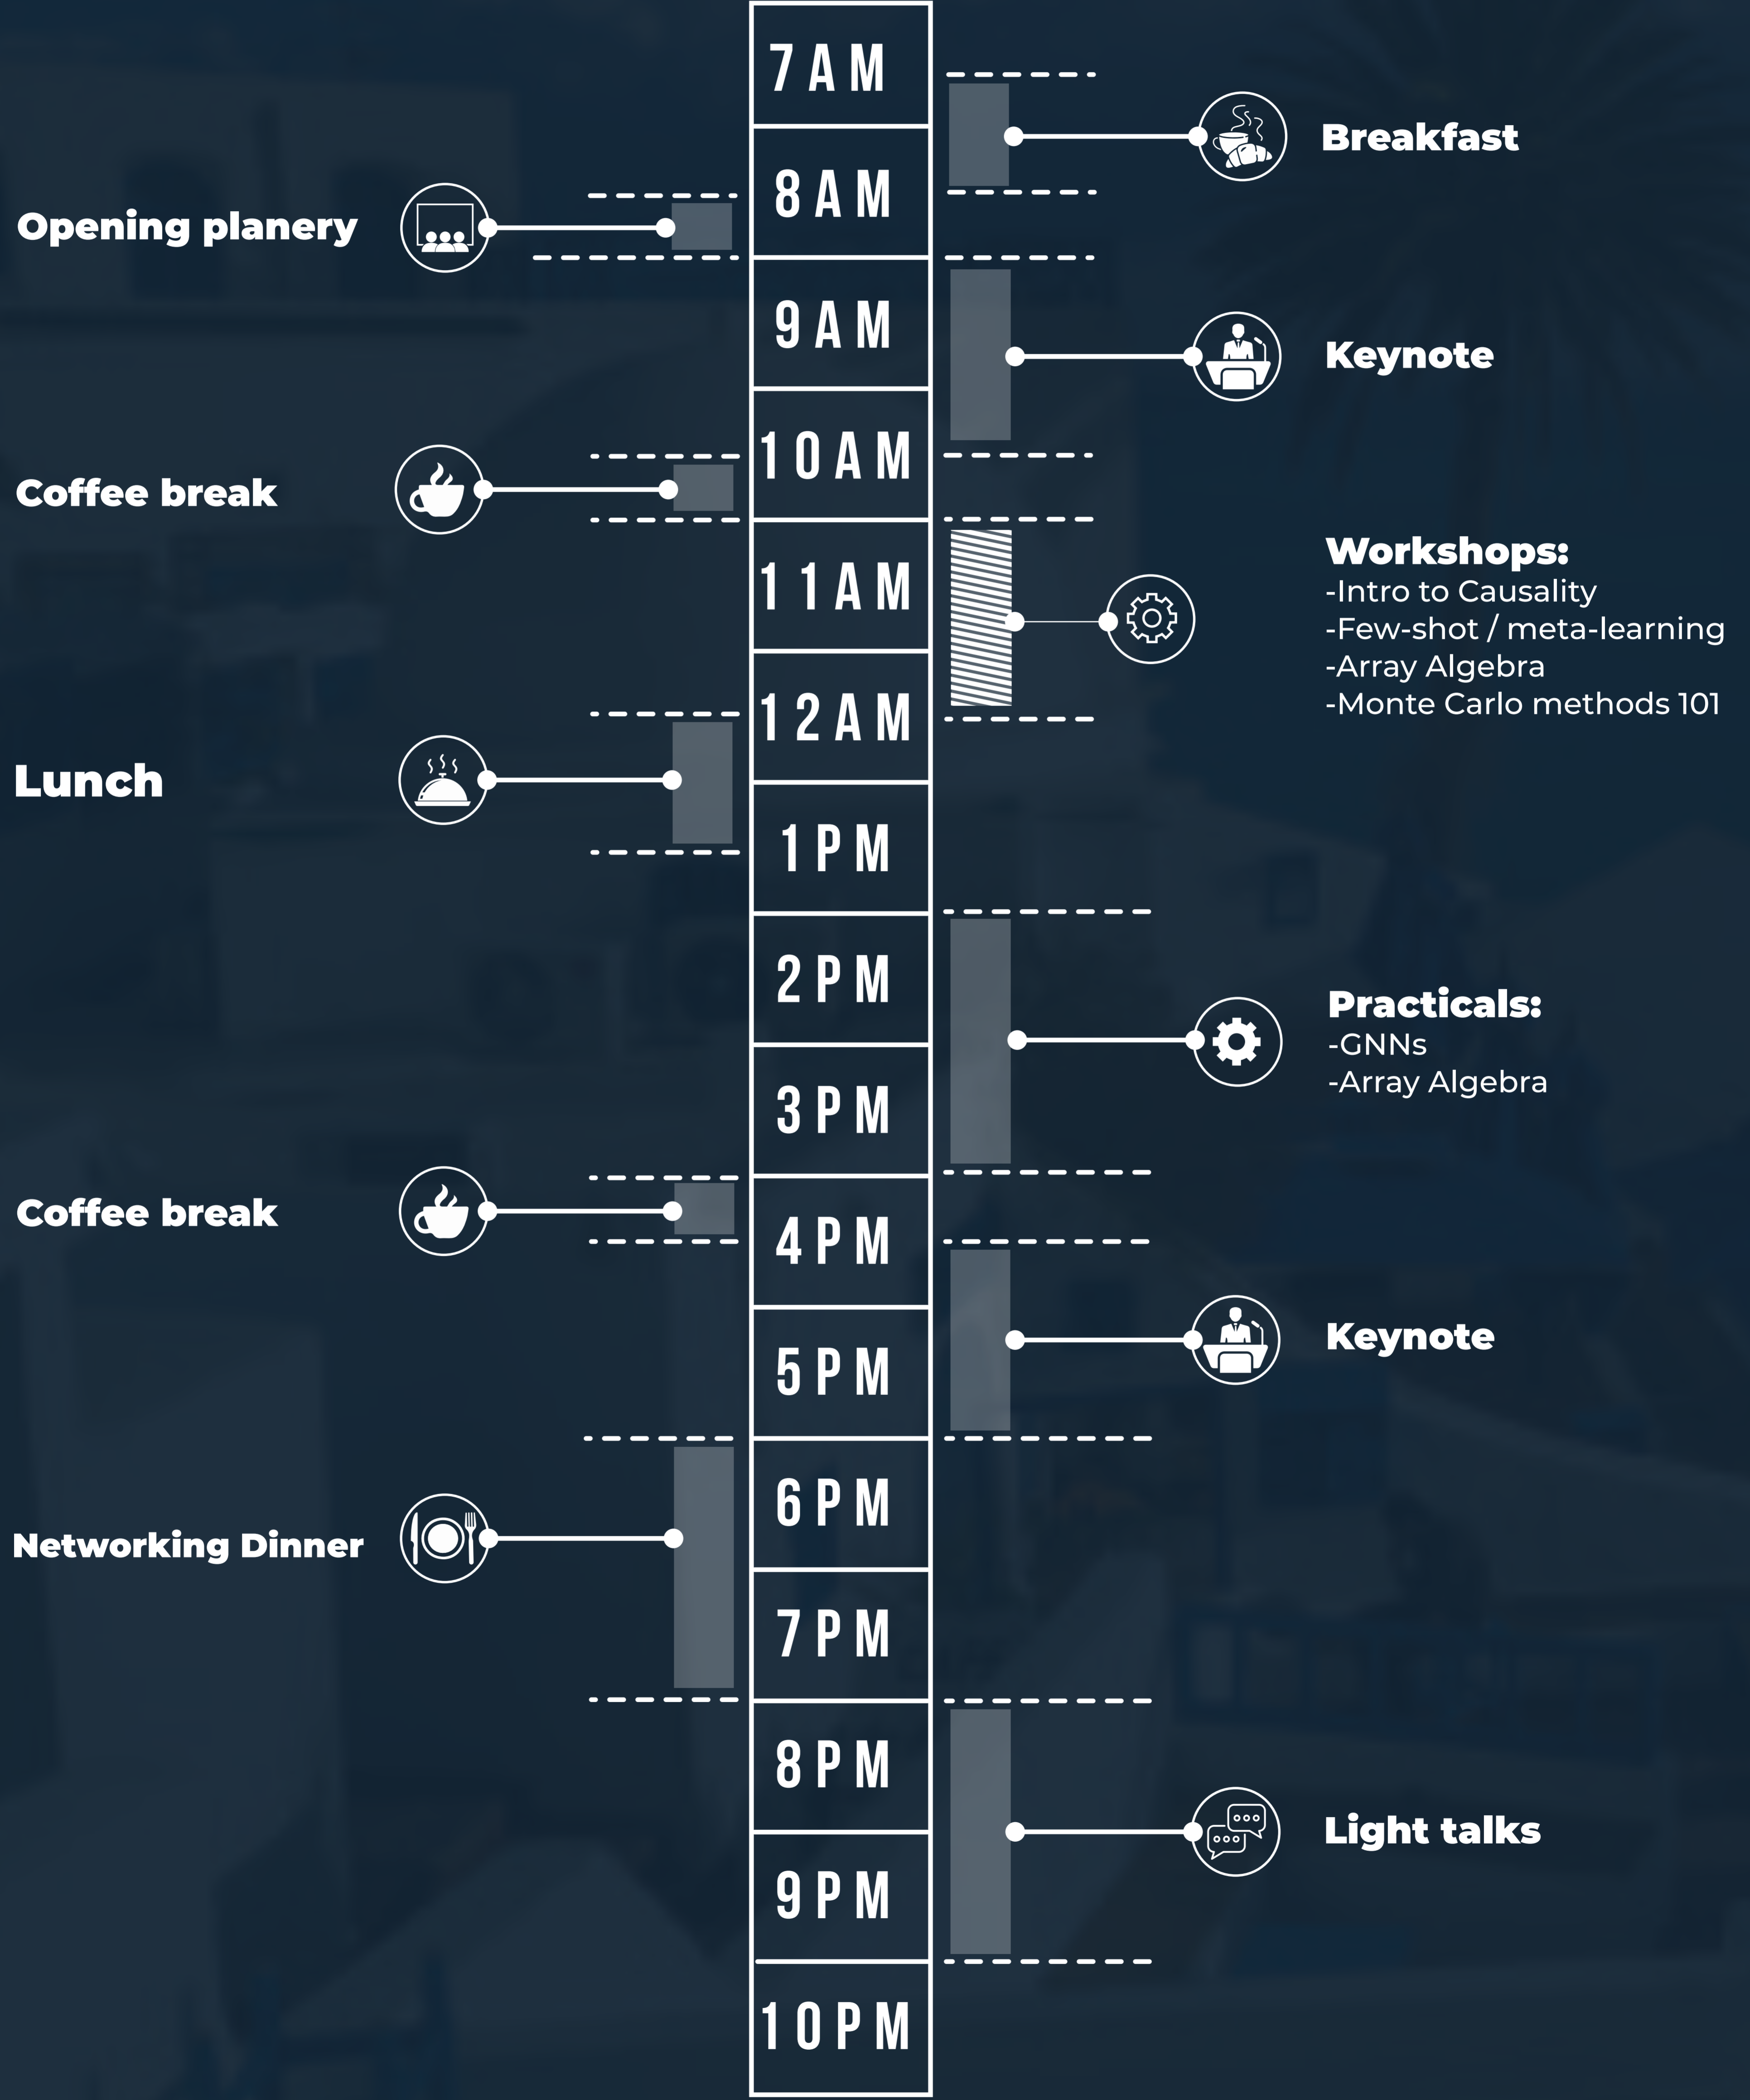 7AM
Breakfast
8AM
Opening planery
9AM
Keynote
10AM
Coffee break
11AM
Workshops:
-Intro to Causality
-Few-shot / meta-learning
-Array Algebra
-Monte Carlo methods 101
12AM
Lunch
1PM
2PM
Practicals:
-GNNs
-Array Algebra
3PM
Coffee break
4PM
Keynote
5PM
6PM
Networking Dinner
7PM
8PM
Light talks
9PM
10PM